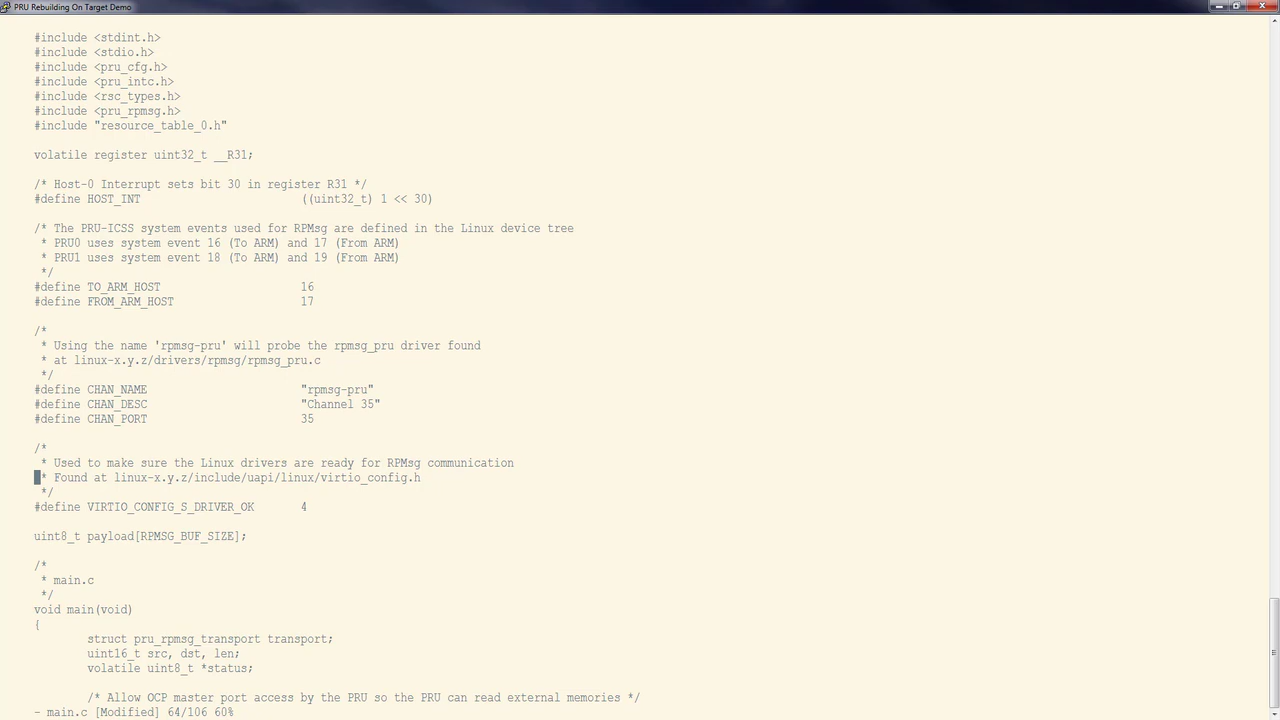 PRU Rebuilding On Target Demo
#include <stdint.h>
#include <stdio.h>
#include <pru_cfg.h>
#include <pru_intc.h>
#include <rsc_types.h>
#include <pru_rpmsg.h>
#include "resource_table_0.h"
volatile register uint32_t __R31;
/* Host-0 Interrupt sets bit 30 in register R31 */
#define HOST_INT ((uint32_t) 1 << 30)
/* The PRU-ICSS system events used for RPMsg are defined in the Linux device tree
* PRU0 uses system event 16 (To ARM) and 17 (From ARM)
* PRU1 uses system event 18 (To ARM) and 19 (From ARM)
*/
#define TO_ARM_HOST 16
#define FROM_ARM_HOST 17
/*
* Using the name 'rpmsg-pru' will probe the rpmsg_pru driver found
* at linux-x.y.z/drivers/rpmsg/rpmsg_pru.c
*/
#define CHAN_NAME "rpmsg-pru"
#define CHAN_DESC "Channel 35"
#define CHAN_PORT 35
/*
* Used to make sure the Linux drivers are ready for RPMsg communication
* Found at linux-x.y.z/include/uapi/linux/virtio_config.h
*/
#define VIRTIO_CONFIG_S_DRIVER_OK 4
uint8_t payload[RPMSG_BUF_SIZE];
/*
* main.c
*/
void main(void)
{
struct pru_rpmsg_transport transport;
uint16_t src, dst, len;
volatile uint8_t *status;
/* Allow OCP master port access by the PRU so the PRU can read external memories */
- main.c [Modified] 64/106 60%